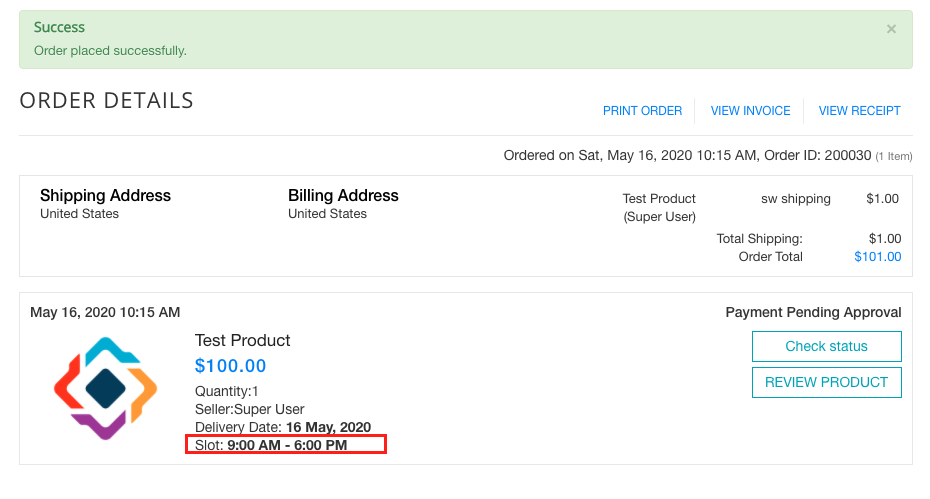 Success
×
Order placed successfully.
ORDER DETAILS
PRINT ORDER
VIEW INVOICE
VIEW RECEIPT
Ordered on Sat, May 16, 2020 10:15 AM, Order ID: 200030 (1 Item)
Shipping Address
United States
Billing Address
United States
Test Product sw shipping $1.00
(Super User)
Total Shipping: $1.00
Order Total $101.00
May 16, 2020 10:15 AM
Payment Pending Approval
Test Product
$100.00
Quantity:1
Seller:Super User
Delivery Date: 16 May, 2020
Slot: 9:00 AM - 6:00 PM
Check status
REVIEW PRODUCT